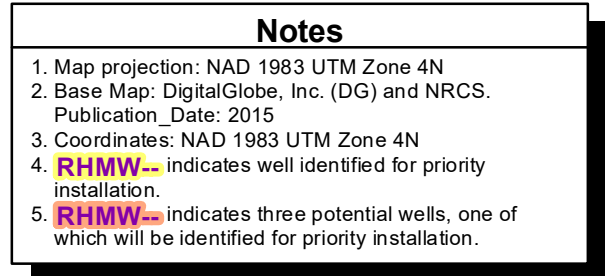 Notes
1. Map projection: NAD 1983 UTM Zone 4N
2. Base Map: DigitalGlobe, Inc. (DG) and NRCS.
Publication_Date: 2015
3. Coordinates: NAD 1983 UTM Zone 4N
4. RHMW-- indicates well identified for priority
installation.
5. RHMW-- indicates three potential wells, one of
which will be identified for priority installation.